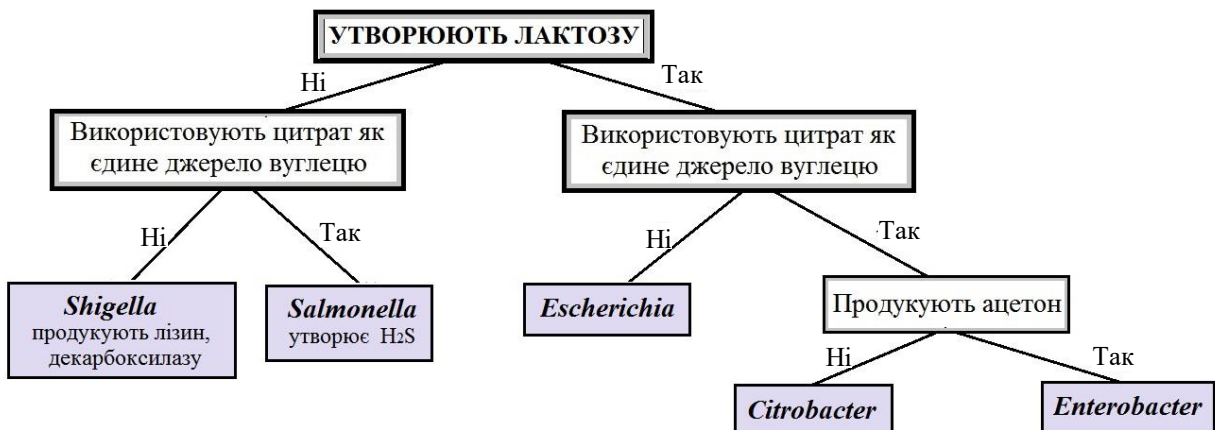 УТВОРЮЮТЬ ЛАКТОЗУ
Ні
Так
Використовують цитрат як
єдине джерело вуглецю
Використовують цитрат як
єдине джерело вуглецю
Ні
Так
Ні
Так
Shigella
продукують лізин,
декарбоксилазу
Salmonella
утворює H₂S
Escherichia
Продукують ацетон
Ні
Так
Citrobacter
Enterobacter